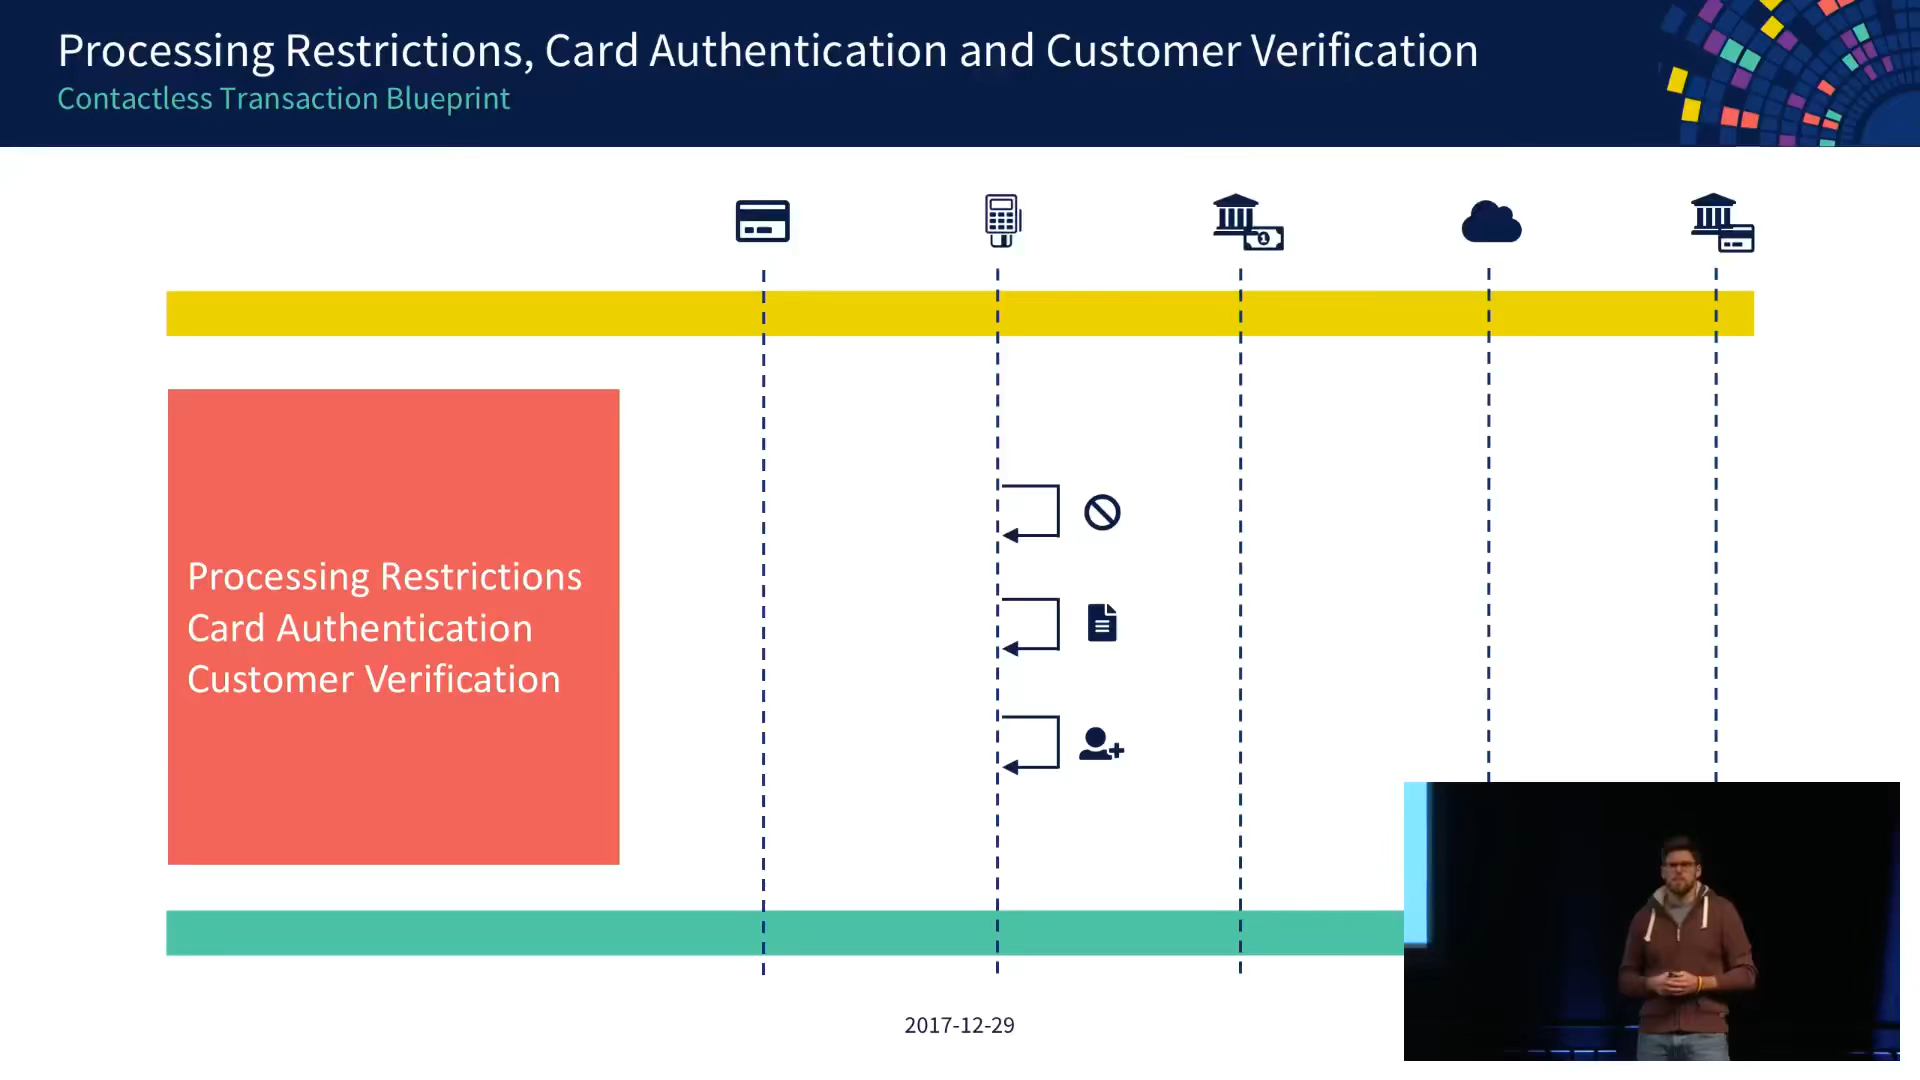 Processing Restrictions, Card Authentication and Customer Verification
Contactless Transaction Blueprint
1
Processing Restrictions
Card Authentication
Customer Verification
2017-12-29